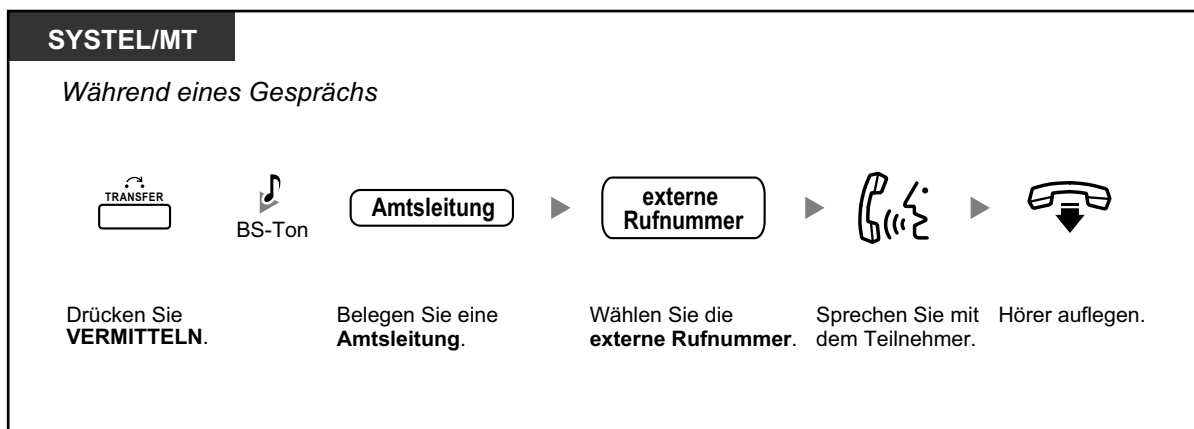 SYSTEL/MT
Während eines Gesprächs
TRANSFER
BS-Ton
Amtsleitung
externe
Rufnummer
Drücken Sie
VERMITTELN.
Belegen Sie eine
Amtsleitung.
Wählen Sie die
externe Rufnummer.
Sprechen Sie mit
dem Teilnehmer.
Hörer auflegen.